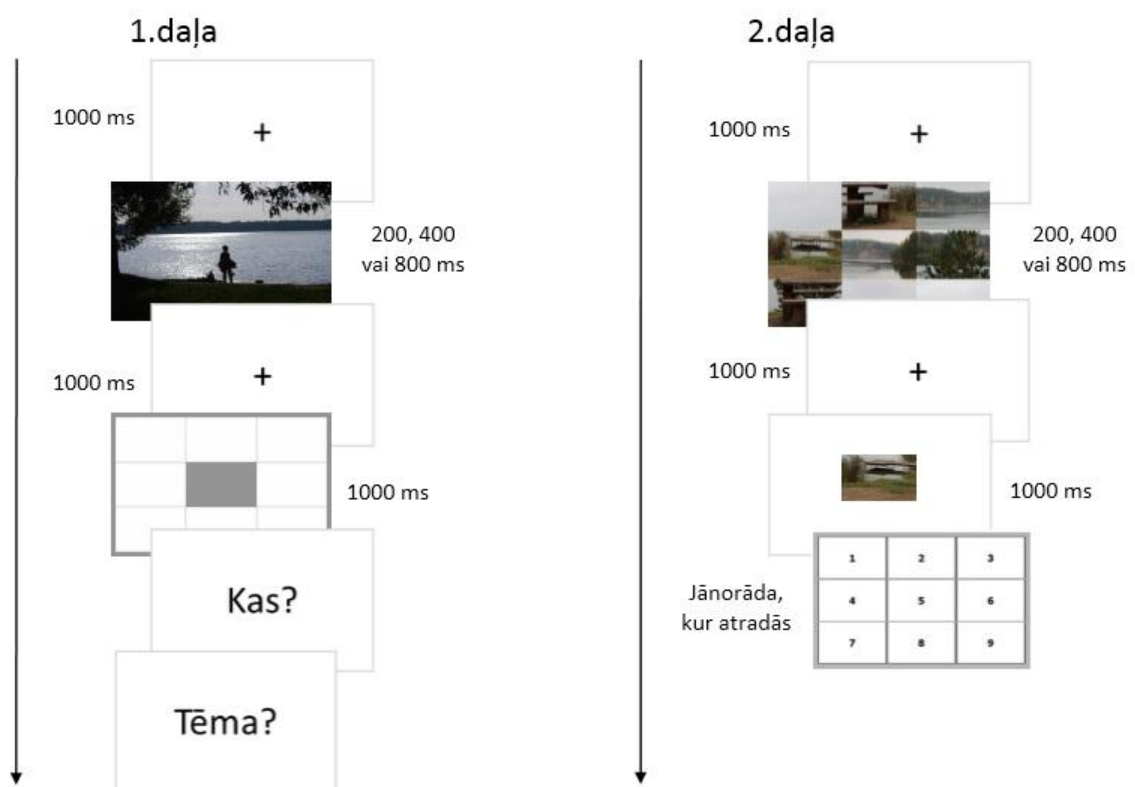 1.daļa
1000 ms
+
200, 400
vai 800 ms
1000 ms
+
1000 ms
Kas?
Tēma?
2.daļa
1000 ms
+
200, 400
vai 800 ms
1000 ms
+
1000 ms
Jānorāda,
kur atradās
1 2 3
4 5 6
7 8 9